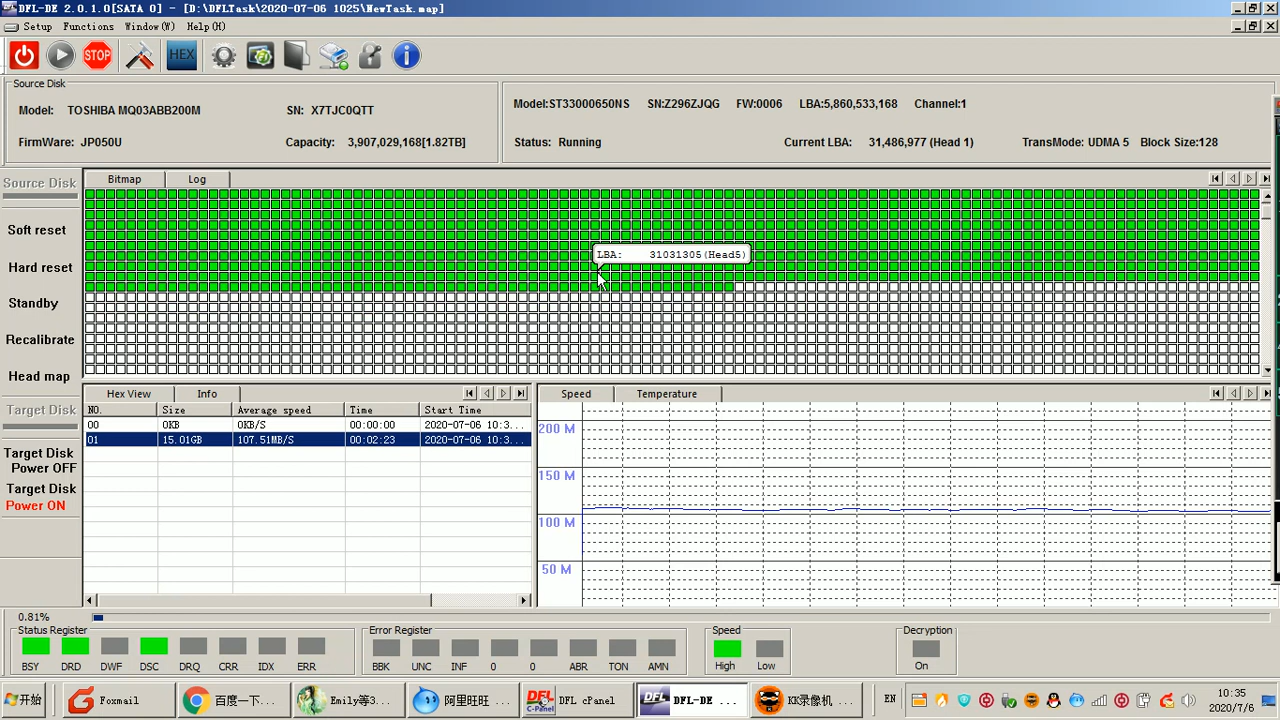 DFL-DE 2.0.1.0[SATA 0] - [D:\DFLTask\2020-07-06 1025\NewTask.map]
Setup Functions Window(W) Help(H)
STOP HEX
Source Disk
Model: TOSHIBA MQ03ABB200M SN: X7TJC0QTT
FirmWare: JP050U Capacity: 3,907,029,168[1.82TB]
Model:ST33000650NS SN:Z296ZJQG FW:0006 LBA:5,860,533,168 Channel:1
Status: Running Current LBA: 31,486,977 (Head 1) TransMode: UDMA 5 Block Size:128
Source Disk
Soft reset
Hard reset
Standby
Recalibrate
Head map
Target Disk
Target Disk
Power OFF
Target Disk
Power ON
Bitmap Log
LBA: 31031305(Head5)
Hex View Info
NO. Size Average speed Time Start Time
00 0KB 0KB/S 00:00:00 2020-07-06 10:3...
01 15.01GB 107.51MB/S 00:02:23 2020-07-06 10:3...
Speed Temperature
200 M
150 M
100 M
50 M
0.81%
Status Register
BSY DRD DWF DSC DRQ CRR IDX ERR
Error Register
BBK UNC INF 0 0 ABR TON AMN
Speed
High Low
Decryption
On
开始 Foxmail 百度一下... Emily等3... 阿里旺旺 ... DFL cPanel DFL-DE ... KK录像机 ...
DFL
C-Panel
DFL
EN
10:35
2020/7/6